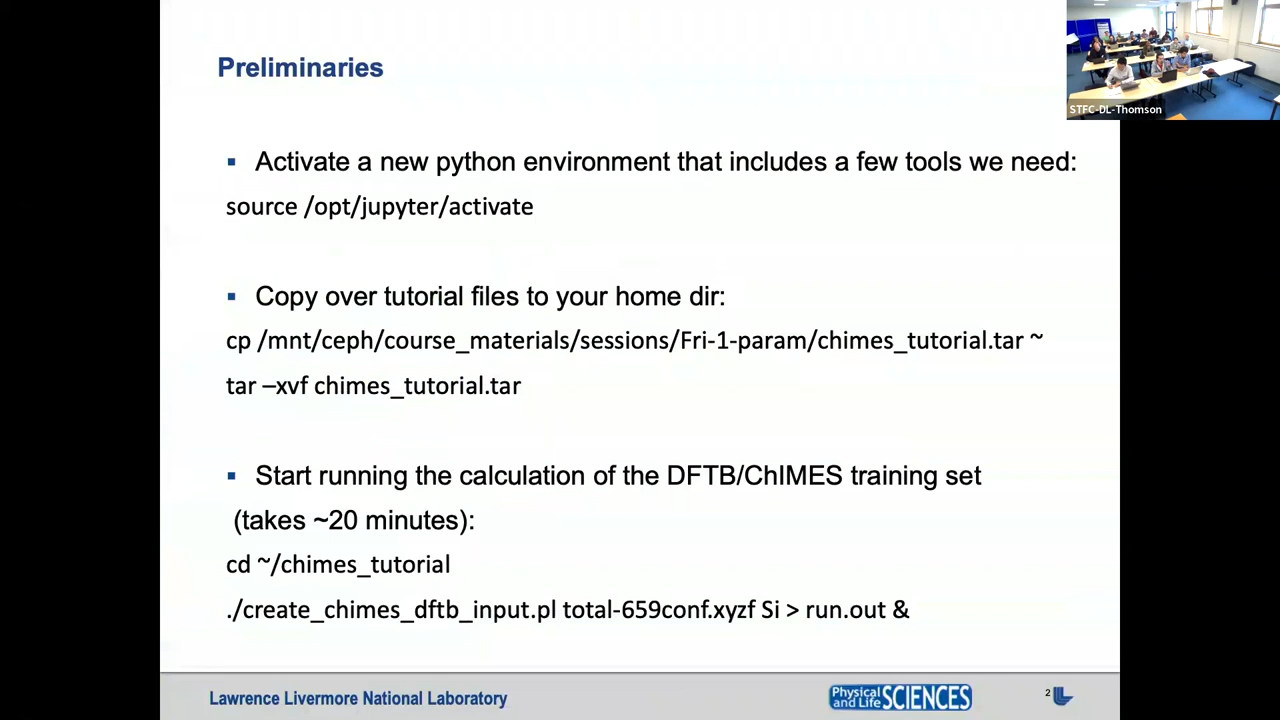 Preliminaries
STFC-DL-Thomson
▪ Activate a new python environment that includes a few tools we need:
source /opt/jupyter/activate
▪ Copy over tutorial files to your home dir:
cp /mnt/ceph/course_materials/sessions/Fri-1-param/chimes_tutorial.tar ~
tar –xvf chimes_tutorial.tar
▪ Start running the calculation of the DFTB/ChIMES training set
(takes ~20 minutes):
cd ~/chimes_tutorial
./create_chimes_dftb_input.pl total-659conf.xyzf Si > run.out &
Lawrence Livermore National Laboratory
Physical and Life SCIENCES
2